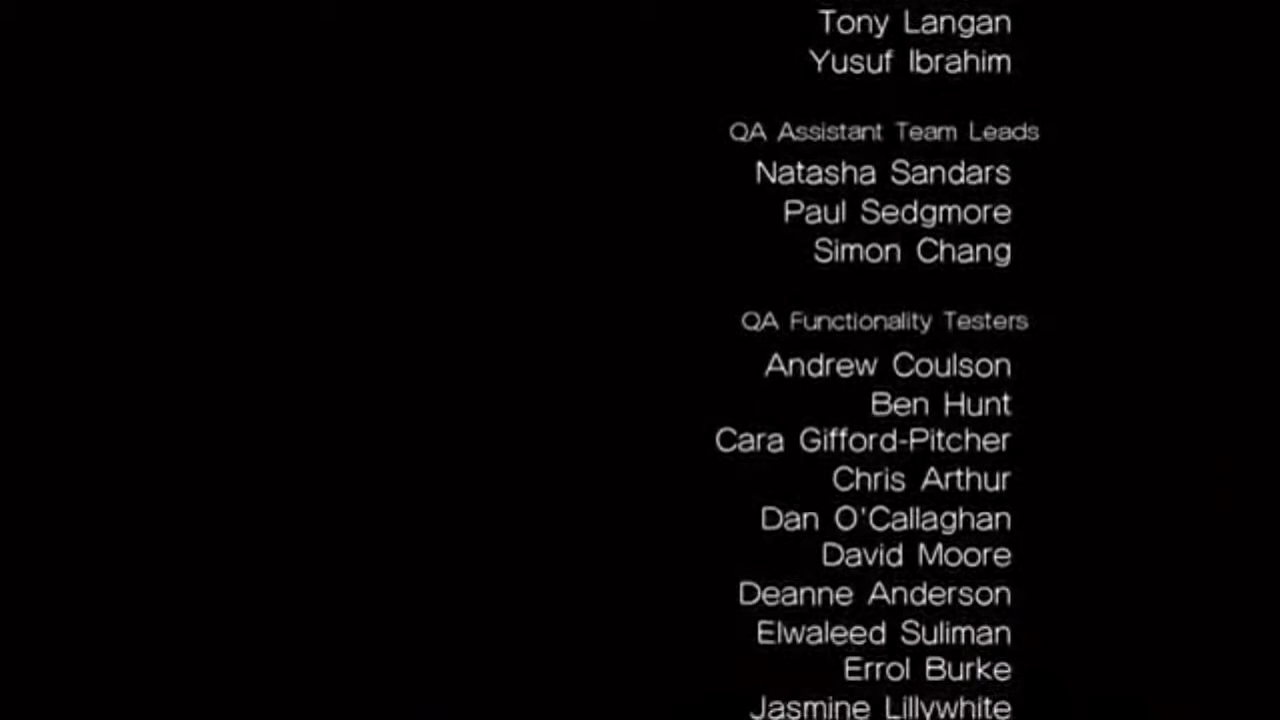 Tony Langan
Yusuf Ibrahim
QA Assistant Team Leads
Natasha Sandars
Paul Sedgmore
Simon Chang
QA Functionality Testers
Andrew Coulson
Ben Hunt
Cara Gifford-Pitcher
Chris Arthur
Dan O'Callaghan
David Moore
Deanne Anderson
Elwaleed Suliman
Errol Burke
Jasmine Lillywhite